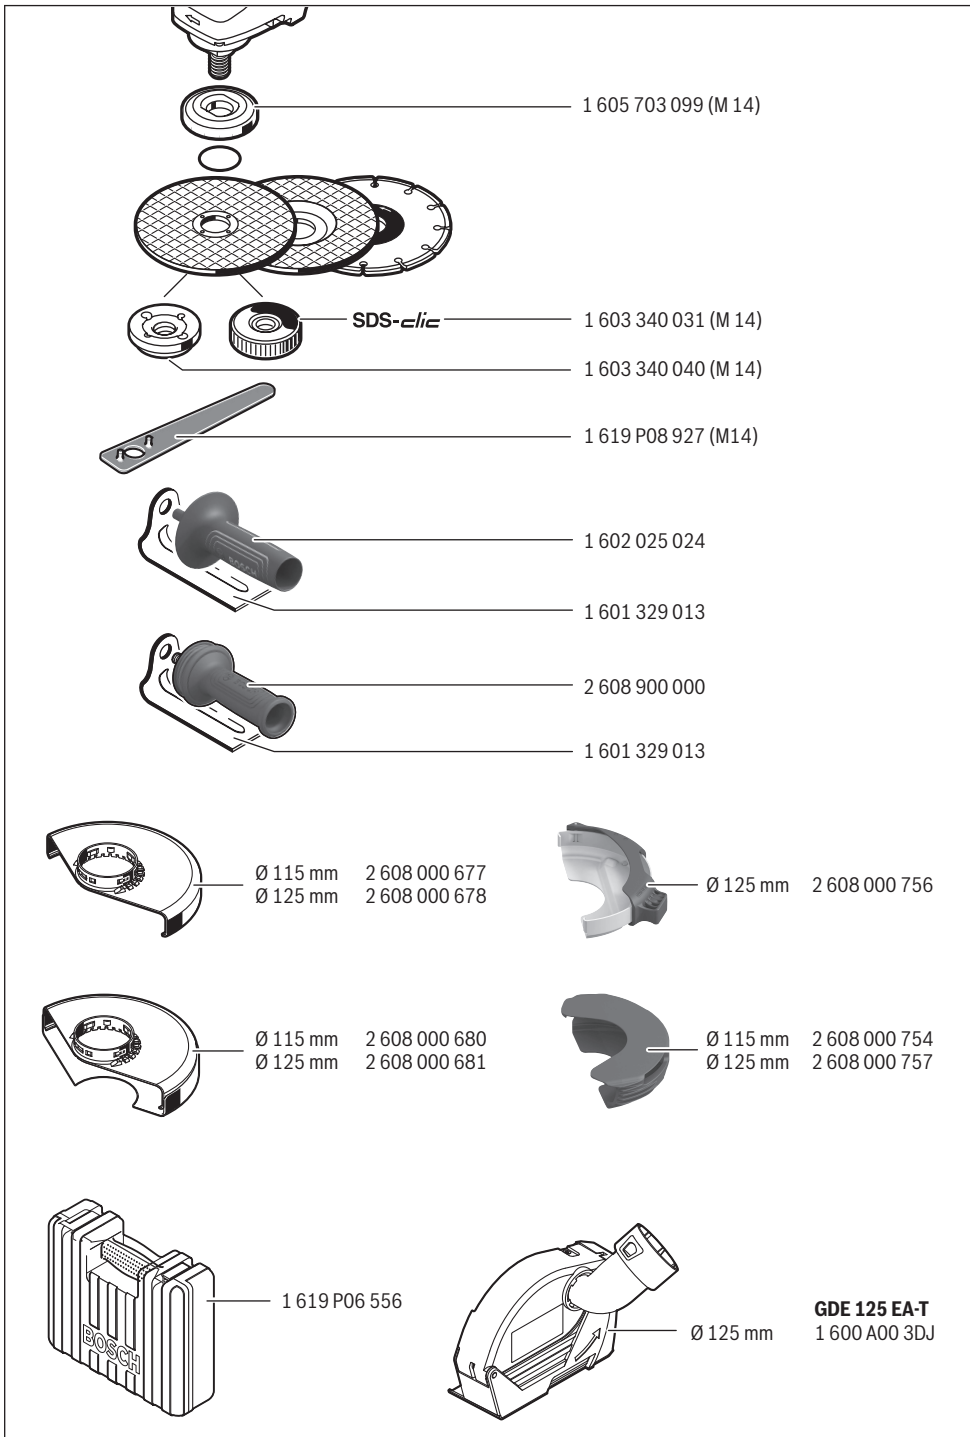 1 605 703 099 (M 14)
SDS-clic
1 603 340 031 (M 14)
1 603 340 040 (M 14)
1 619 P08 927 (M14)
BOSCH
1 602 025 024
1 601 329 013
2 608 900 000
1 601 329 013
Ø 115 mm 2 608 000 677
Ø 125 mm 2 608 000 678
Ø 125 mm 2 608 000 756
Ø 115 mm 2 608 000 680
Ø 125 mm 2 608 000 681
Ø 115 mm 2 608 000 754
Ø 125 mm 2 608 000 757
BOSCH
1 619 P06 556
GDE 125 EA-T
Ø 125 mm 1 600 A00 3DJ